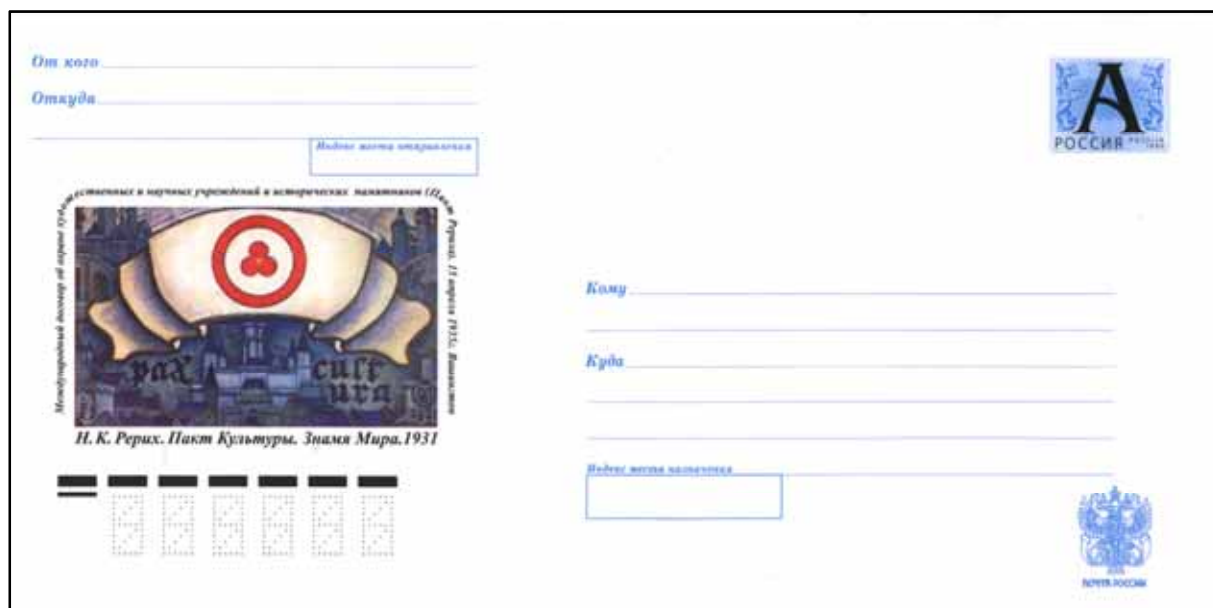 От кого
Откуда
Индекс места отправления
А
РОССИЯ
Международный договор об охране художественных и научных учреждений и исторических памятников (Пакт Рериха). 15 апреля 1935г. Вашингтон
pax cult
ura
Н. К. Рерих. Пакт Культуры. Знамя Мира.1931
Кому
Куда
Индекс места назначения
ПОЧТА РОССИИ